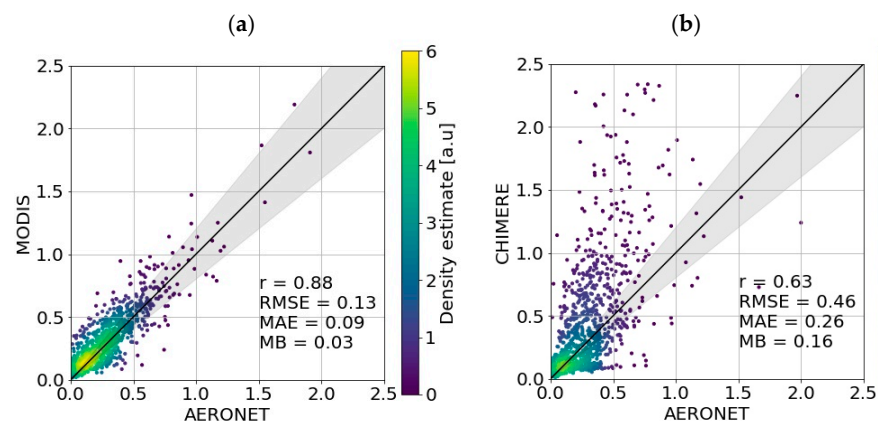 (a)
(b)
2.5
2.0
1.5
1.0
0.5
0.0
MODIS
0.0 0.5 1.0 1.5 2.0 2.5
AERONET
r = 0.88
RMSE = 0.13
MAE = 0.09
MB = 0.03
6
5
4
3
2
1
0
Density estimate [a.u]
2.5
2.0
1.5
1.0
0.5
0.0
CHIMERE
0.0 0.5 1.0 1.5 2.0 2.5
AERONET
r = 0.63
RMSE = 0.46
MAE = 0.26
MB = 0.16